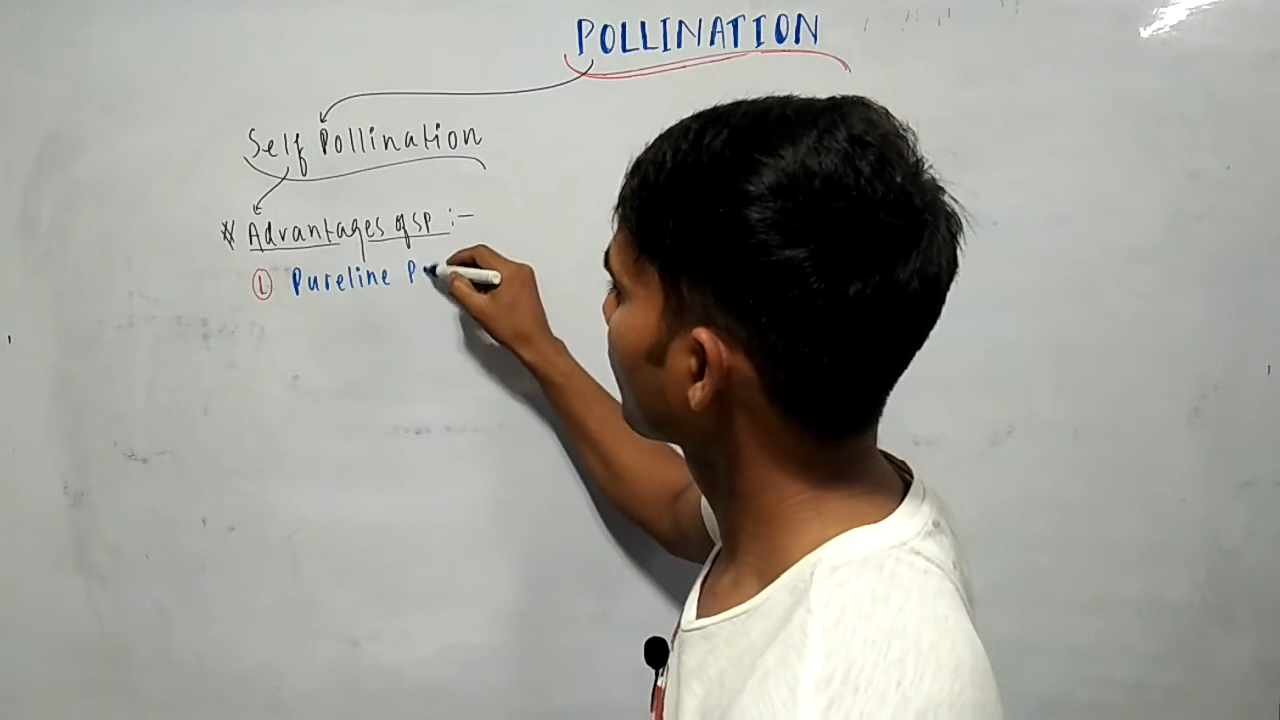 POLLINATION
Self Pollination
* Advantages of SP :-
① Pureline P